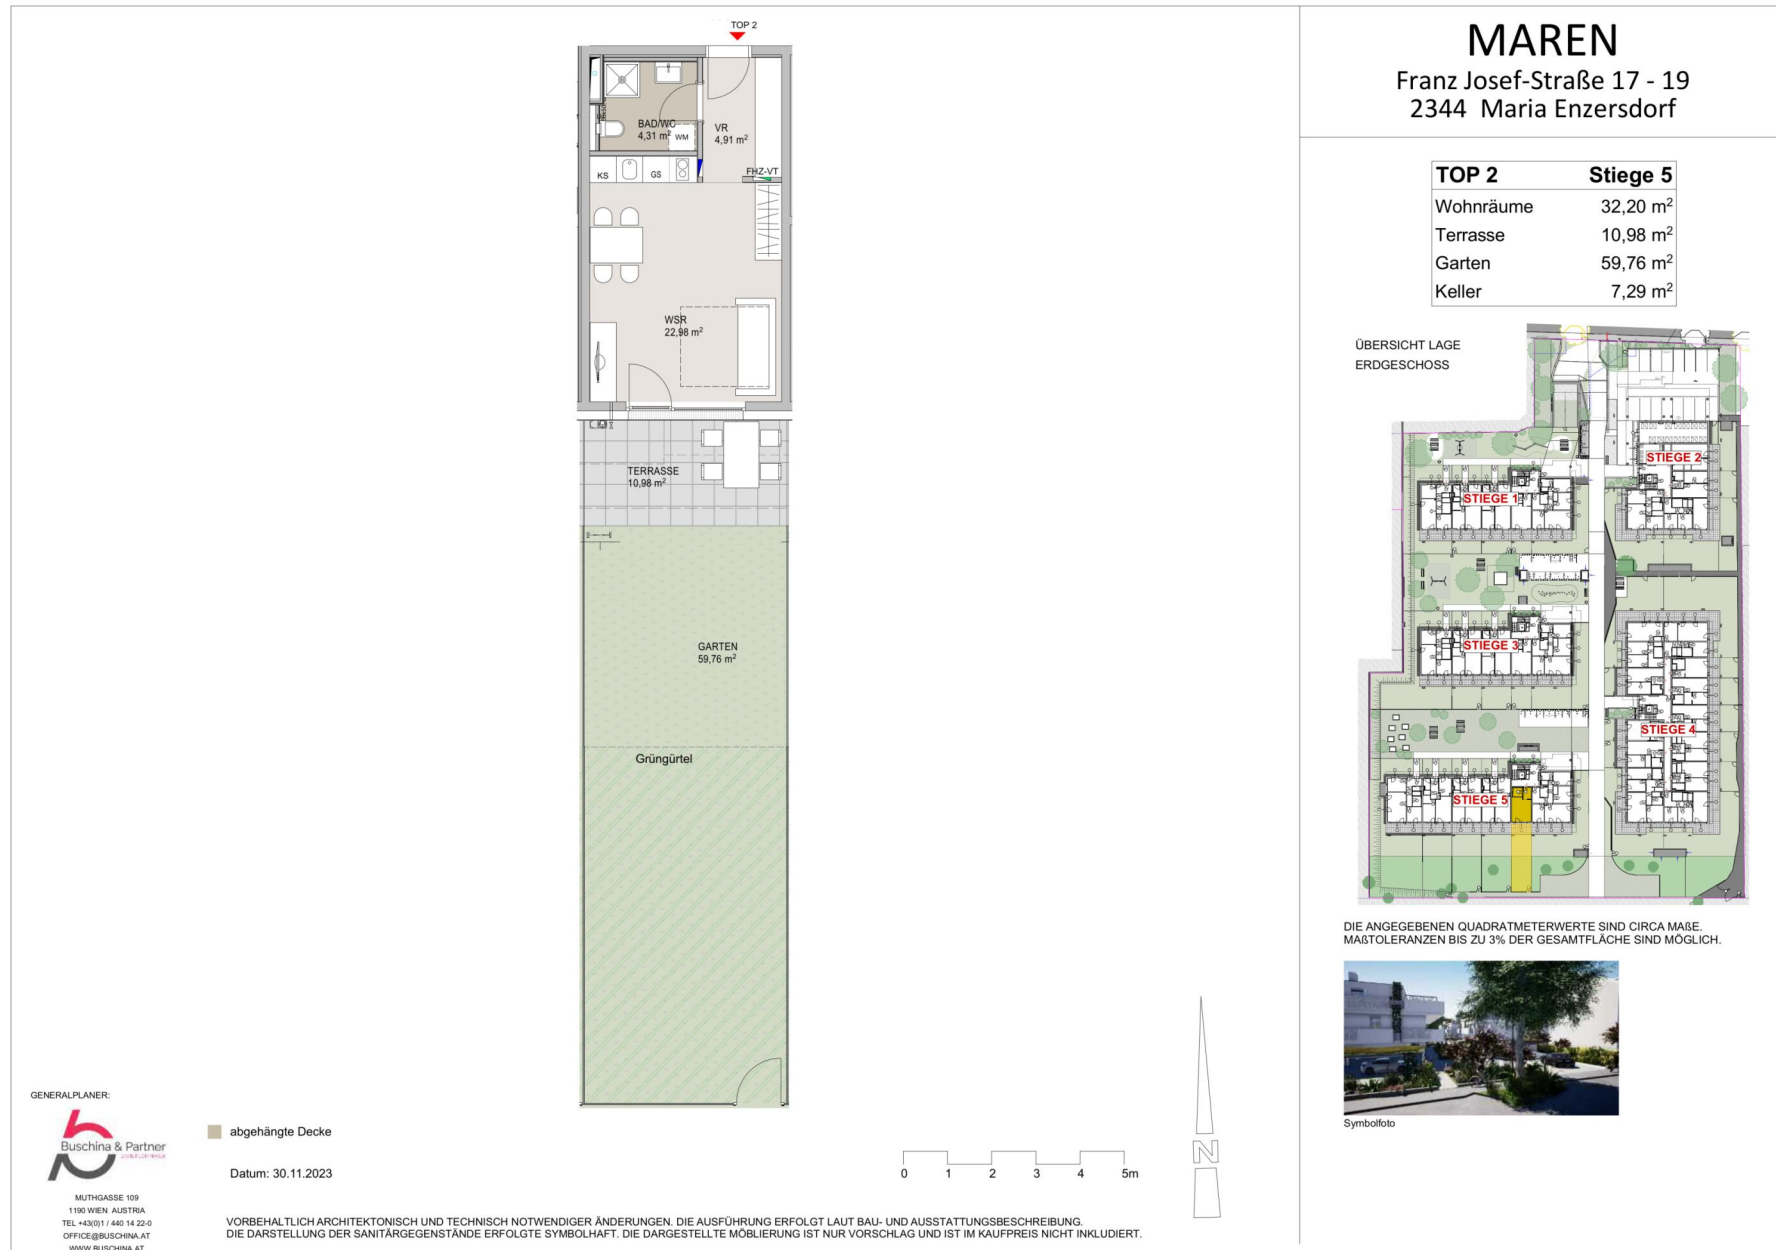 TOP 2
BAD/WC
4,31 m²
WM
VR
4,91 m²
KS
GS
FHZ-VT
WSR
22,98 m²
TERRASSE
10,98 m²
GARTEN
59,76 m²
Grüngürtel
GENERALPLANER:
Buschina & Partner
MUTHGASSE 109
1190 WIEN AUSTRIA
TEL +43(0)1 / 440 14 22-0
OFFICE@BUSCHINA.AT
WWW.BUSCHINA.AT
abgehängte Decke
Datum: 30.11.2023
0 1 2 3 4 5m
N
VORBEHALTLICH ARCHITEKTONISCH UND TECHNISCH NOTWENDIGER ÄNDERUNGEN. DIE AUSFÜHRUNG ERFOLGT LAUT BAU- UND AUSSTATTUNGSBESCHREIBUNG.
DIE DARSTELLUNG DER SANITÄRGEGENSTÄNDE ERFOLGTE SYMBOLHAFT. DIE DARGESTELLTE MÖBLIERUNG IST NUR VORSCHLAG UND IST IM KAUFPREIS NICHT INKLUDIERT.
MAREN
Franz Josef-Straße 17 - 19
2344 Maria Enzersdorf
TOP 2 Stiege 5
Wohnräume 32,20 m²
Terrasse 10,98 m²
Garten 59,76 m²
Keller 7,29 m²
ÜBERSICHT LAGE
ERDGESCHOSS
STIEGE 2
STIEGE 1
STIEGE 3
STIEGE 4
STIEGE 5
DIE ANGEGEBENEN QUADRATMETERWERTE SIND CIRCA MAßE.
MAßTOLERANZEN BIS ZU 3% DER GESAMTFLÄCHE SIND MÖGLICH.
Symbolfoto